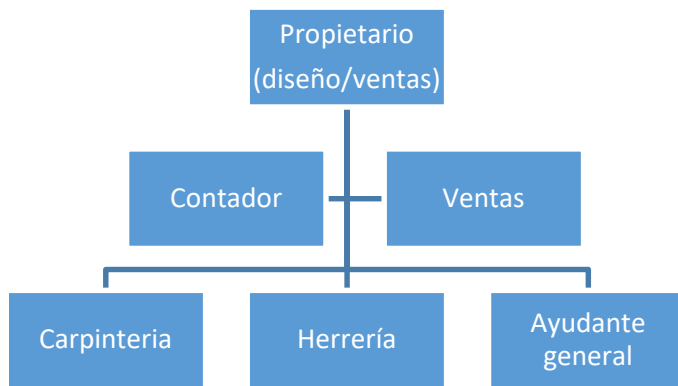 Propietario
(diseño/ventas)
Contador
Ventas
Carpinteria
Herrería
Ayudante
general